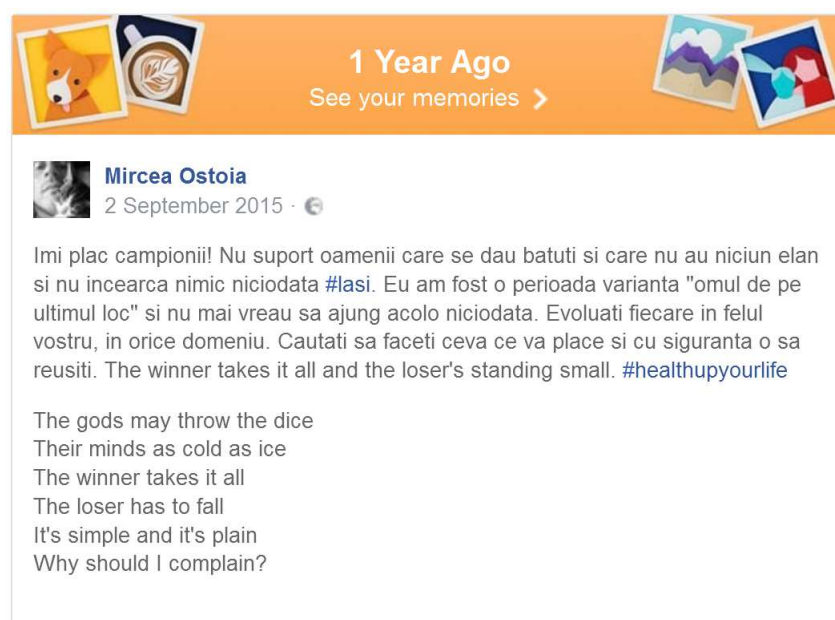 1 Year Ago
See your memories
Mircea Ostoia
2 September 2015 ·
Imi plac campionii! Nu suport oamenii care se dau batuti si care nu au niciun elan
si nu incearca nimic niciodata #Iasi. Eu am fost o perioada varianta "omul de pe
ultimul loc" si nu mai vreau sa ajung acolo niciodata. Evoluati fiecare in felul
vostru, in orice domeniu. Cautati sa faceti ceva ce va place si cu siguranta o sa
reusiti. The winner takes it all and the loser's standing small. #healthupyourlife
The gods may throw the dice
Their minds as cold as ice
The winner takes it all
The loser has to fall
It's simple and it's plain
Why should I complain?